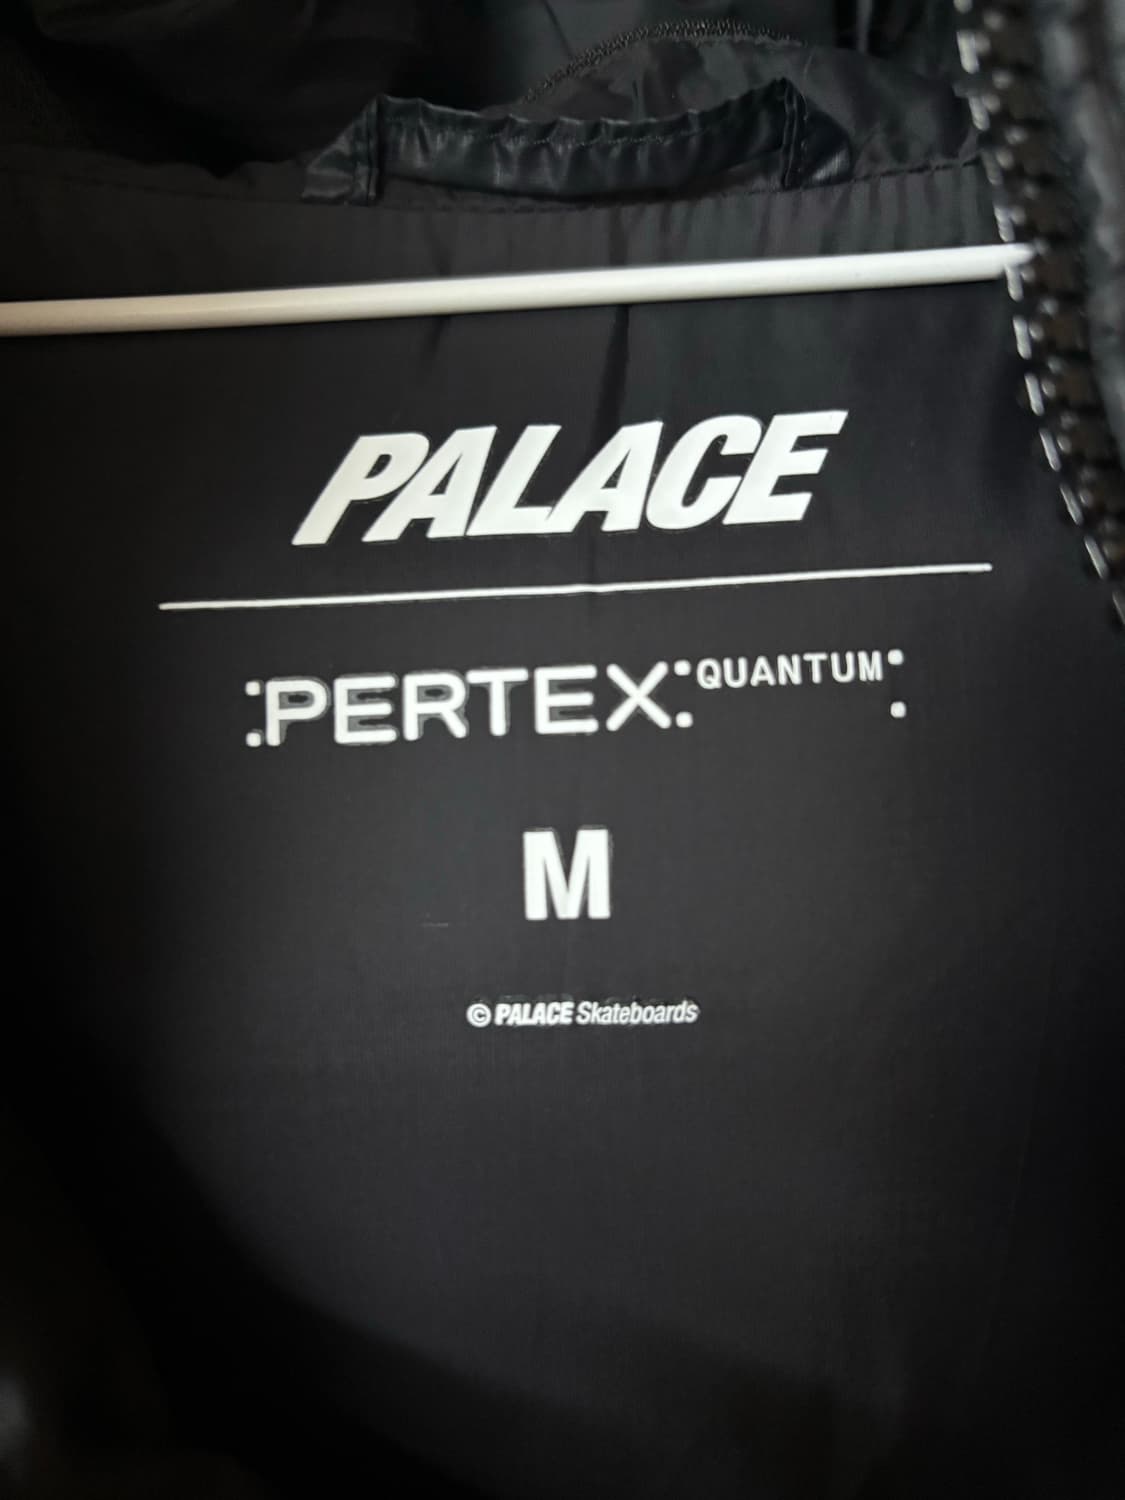 PALACE
PERTEX QUANTUM
M
© PALACE Skateboards